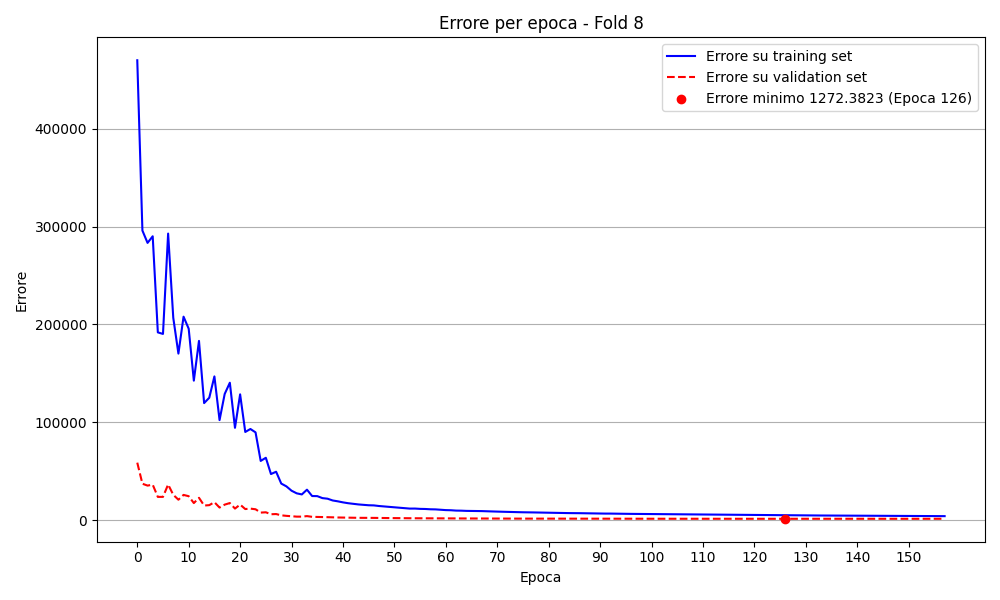 Errore per epoca - Fold 8
Errore su training set
Errore su validation set
Errore minimo 1272.3823 (Epoca 126)
Errore
400000
300000
200000
100000
0
0 10 20 30 40 50 60 70 80 90 100 110 120 130 140 150
Epoca